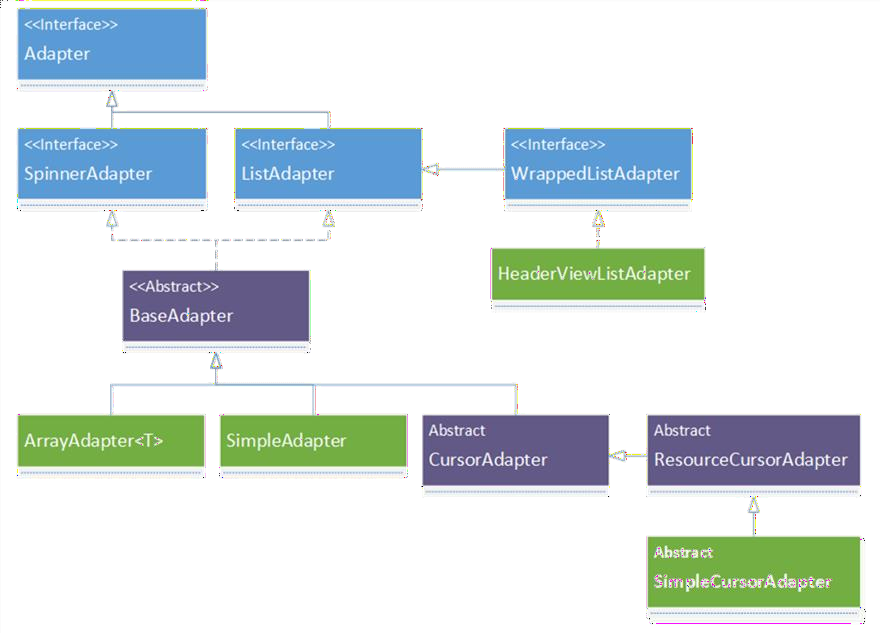 <<Interface>>
Adapter
<<Interface>>
SpinnerAdapter
<<Interface>>
ListAdapter
<<Interface>>
WrappedListAdapter
HeaderViewListAdapter
<<Abstract>>
BaseAdapter
ArrayAdapter<T>
SimpleAdapter
Abstract
CursorAdapter
Abstract
ResourceCursorAdapter
Abstract
SimpleCursorAdapter